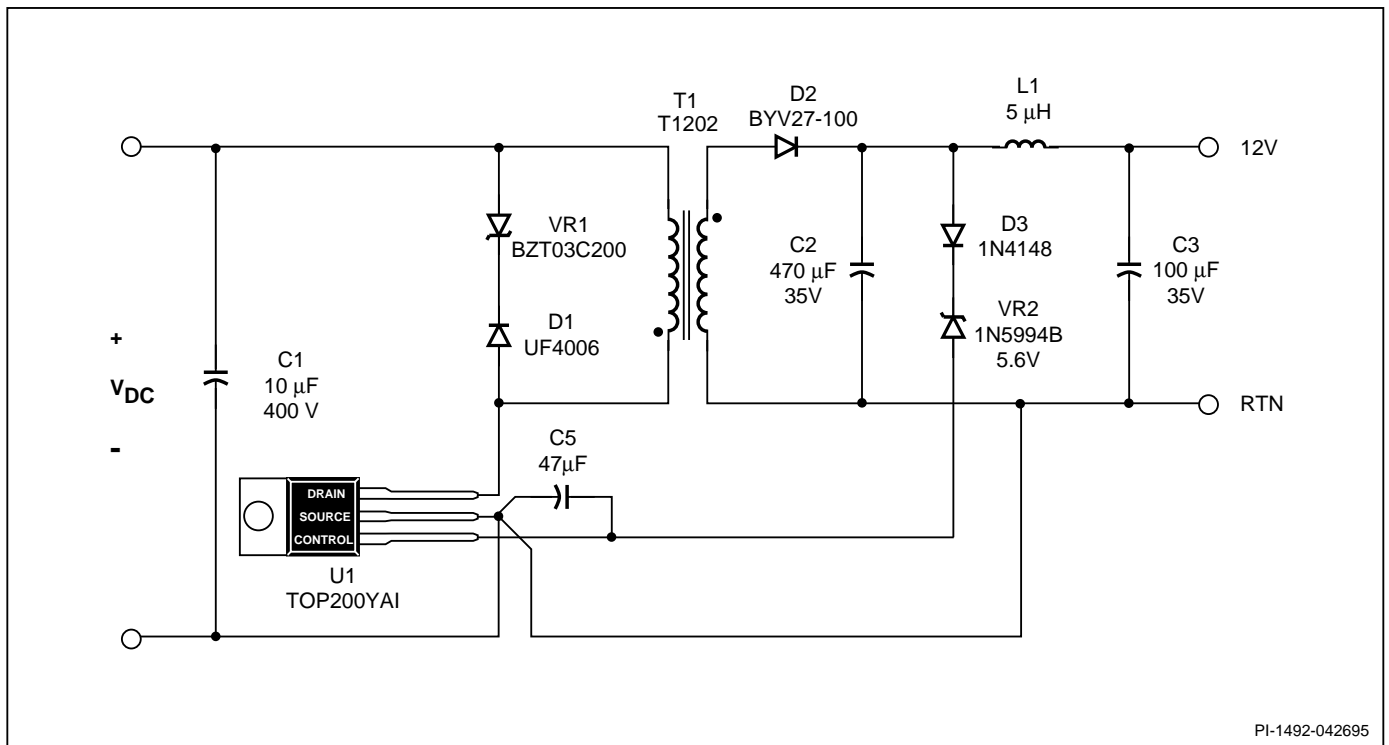 L1
5 µH
D2
BYV27-100
T1
T1202
12V
VR1
BZT03C200
D3
1N4148
C2
470 µF
35V
C3
100 µF
35V
VR2
1N5994B
5.6V
D1
UF4006
+
VDC
-
C1
10 µF
400 V
RTN
C5
47µF
DRAIN
SOURCE
CONTROL
U1
TOP200YAI
PI-1492-042695